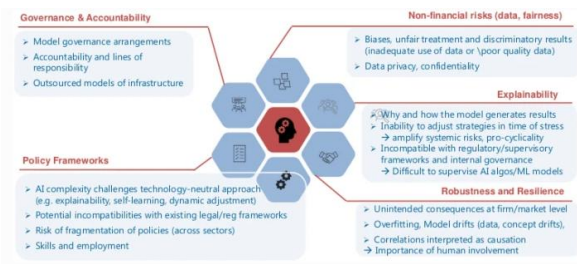 Governance & Accountability
➢ Model governance arrangements
➢ Accountability and lines of
responsibility
➢ Outsourced models of infrastructure
Non-financial risks (data, fairness)
➢ Biases, unfair treatment and discriminatory results
(inadequate use of data or \poor quality data)
➢ Data privacy, confidentiality
Explainability
➢ Why and how the model generates results
➢ Inability to adjust strategies in time of stress
→ amplify systemic risks, pro-cyclicality
➢ Incompatible with regulatory/supervisory
frameworks and internal governance
→ Difficult to supervise AI algos/ML models
Policy Frameworks
➢ AI complexity challenges technology-neutral approach
(e.g. explainability, self-learning, dynamic adjustment)
➢ Potential incompatibilities with existing legal/reg frameworks
➢ Risk of fragmentation of policies (across sectors)
➢ Skills and employment
Robustness and Resilience
➢ Unintended consequences at firm/market level
➢ Overfitting, Model drifts (data, concept drifts),
➢ Correlations interpreted as causation
→ Importance of human involvement